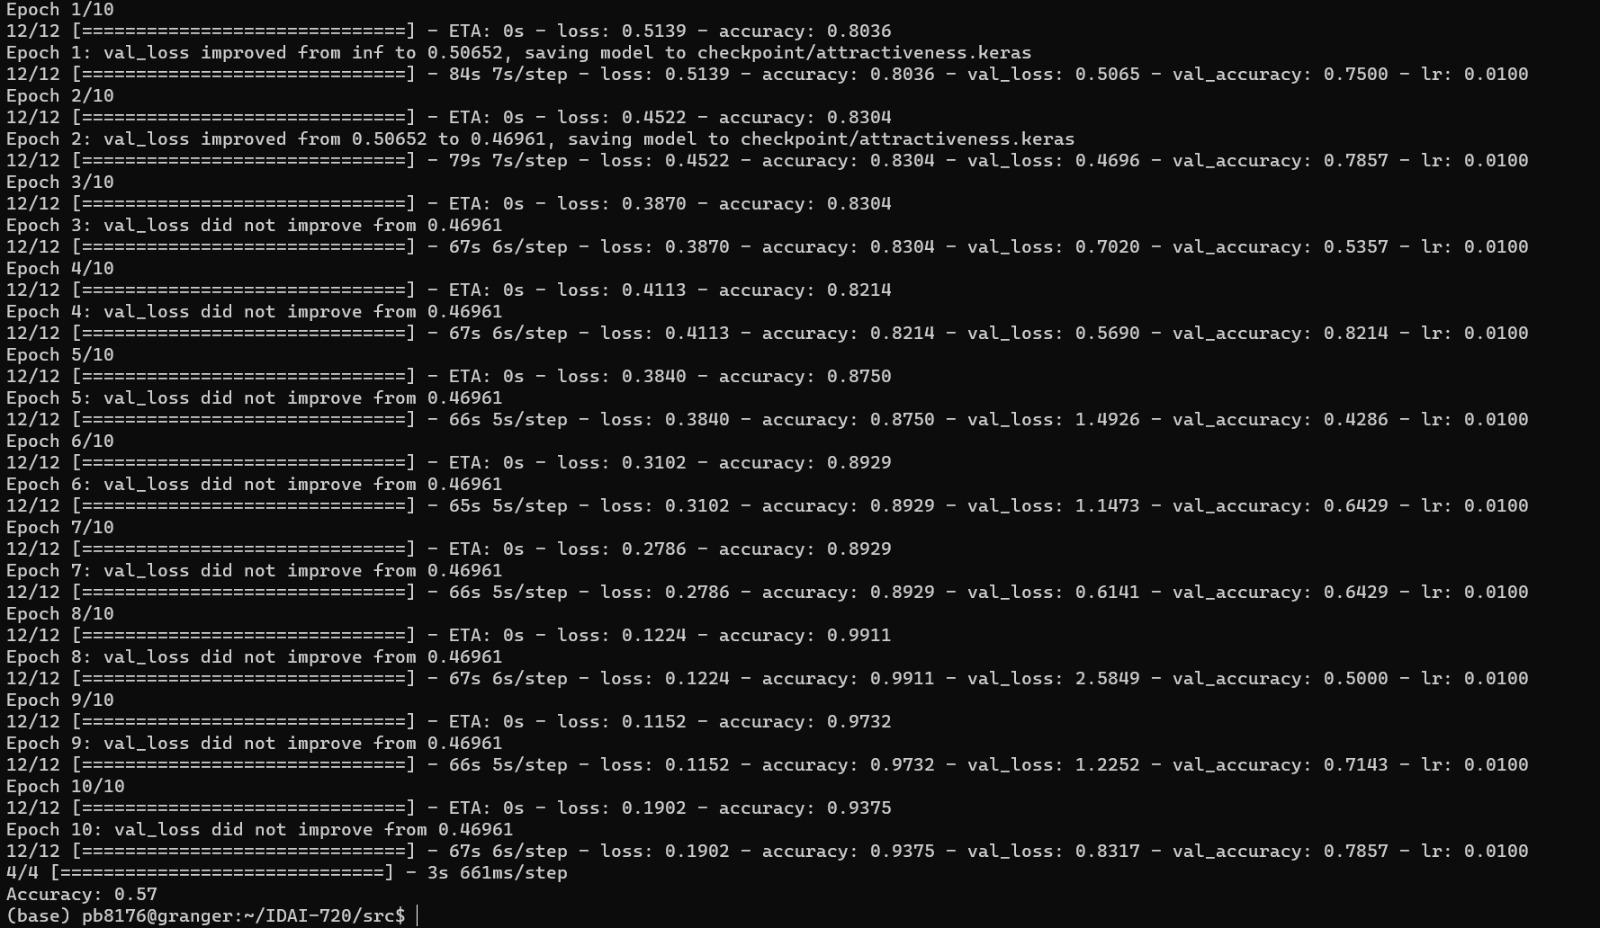 Epoch 1/10
12/12 [==============================] - ETA: 0s - loss: 0.5139 - accuracy: 0.8036
Epoch 1: val_loss improved from inf to 0.50652, saving model to checkpoint/attractiveness.keras
12/12 [==============================] - 84s 7s/step - loss: 0.5139 - accuracy: 0.8036 - val_loss: 0.5065 - val_accuracy: 0.7500 - lr: 0.0100
Epoch 2/10
12/12 [==============================] - ETA: 0s - loss: 0.4522 - accuracy: 0.8304
Epoch 2: val_loss improved from 0.50652 to 0.46961, saving model to checkpoint/attractiveness.keras
12/12 [==============================] - 79s 7s/step - loss: 0.4522 - accuracy: 0.8304 - val_loss: 0.4696 - val_accuracy: 0.7857 - lr: 0.0100
Epoch 3/10
12/12 [==============================] - ETA: 0s - loss: 0.3870 - accuracy: 0.8304
Epoch 3: val_loss did not improve from 0.46961
12/12 [==============================] - 67s 6s/step - loss: 0.3870 - accuracy: 0.8304 - val_loss: 0.7020 - val_accuracy: 0.5357 - lr: 0.0100
Epoch 4/10
12/12 [==============================] - ETA: 0s - loss: 0.4113 - accuracy: 0.8214
Epoch 4: val_loss did not improve from 0.46961
12/12 [==============================] - 67s 6s/step - loss: 0.4113 - accuracy: 0.8214 - val_loss: 0.5690 - val_accuracy: 0.8214 - lr: 0.0100
Epoch 5/10
12/12 [==============================] - ETA: 0s - loss: 0.3840 - accuracy: 0.8750
Epoch 5: val_loss did not improve from 0.46961
12/12 [==============================] - 66s 5s/step - loss: 0.3840 - accuracy: 0.8750 - val_loss: 1.4926 - val_accuracy: 0.4286 - lr: 0.0100
Epoch 6/10
12/12 [==============================] - ETA: 0s - loss: 0.3102 - accuracy: 0.8929
Epoch 6: val_loss did not improve from 0.46961
12/12 [==============================] - 65s 5s/step - loss: 0.3102 - accuracy: 0.8929 - val_loss: 1.1473 - val_accuracy: 0.6429 - lr: 0.0100
Epoch 7/10
12/12 [==============================] - ETA: 0s - loss: 0.2786 - accuracy: 0.8929
Epoch 7: val_loss did not improve from 0.46961
12/12 [==============================] - 66s 5s/step - loss: 0.2786 - accuracy: 0.8929 - val_loss: 0.6141 - val_accuracy: 0.6429 - lr: 0.0100
Epoch 8/10
12/12 [==============================] - ETA: 0s - loss: 0.1224 - accuracy: 0.9911
Epoch 8: val_loss did not improve from 0.46961
12/12 [==============================] - 67s 6s/step - loss: 0.1224 - accuracy: 0.9911 - val_loss: 2.5849 - val_accuracy: 0.5000 - lr: 0.0100
Epoch 9/10
12/12 [==============================] - ETA: 0s - loss: 0.1152 - accuracy: 0.9732
Epoch 9: val_loss did not improve from 0.46961
12/12 [==============================] - 66s 5s/step - loss: 0.1152 - accuracy: 0.9732 - val_loss: 1.2252 - val_accuracy: 0.7143 - lr: 0.0100
Epoch 10/10
12/12 [==============================] - ETA: 0s - loss: 0.1902 - accuracy: 0.9375
Epoch 10: val_loss did not improve from 0.46961
12/12 [==============================] - 67s 6s/step - loss: 0.1902 - accuracy: 0.9375 - val_loss: 0.8317 - val_accuracy: 0.7857 - lr: 0.0100
4/4 [==============================] - 3s 661ms/step
Accuracy: 0.57
(base) pb8176@granger:~/IDAI-720/src$